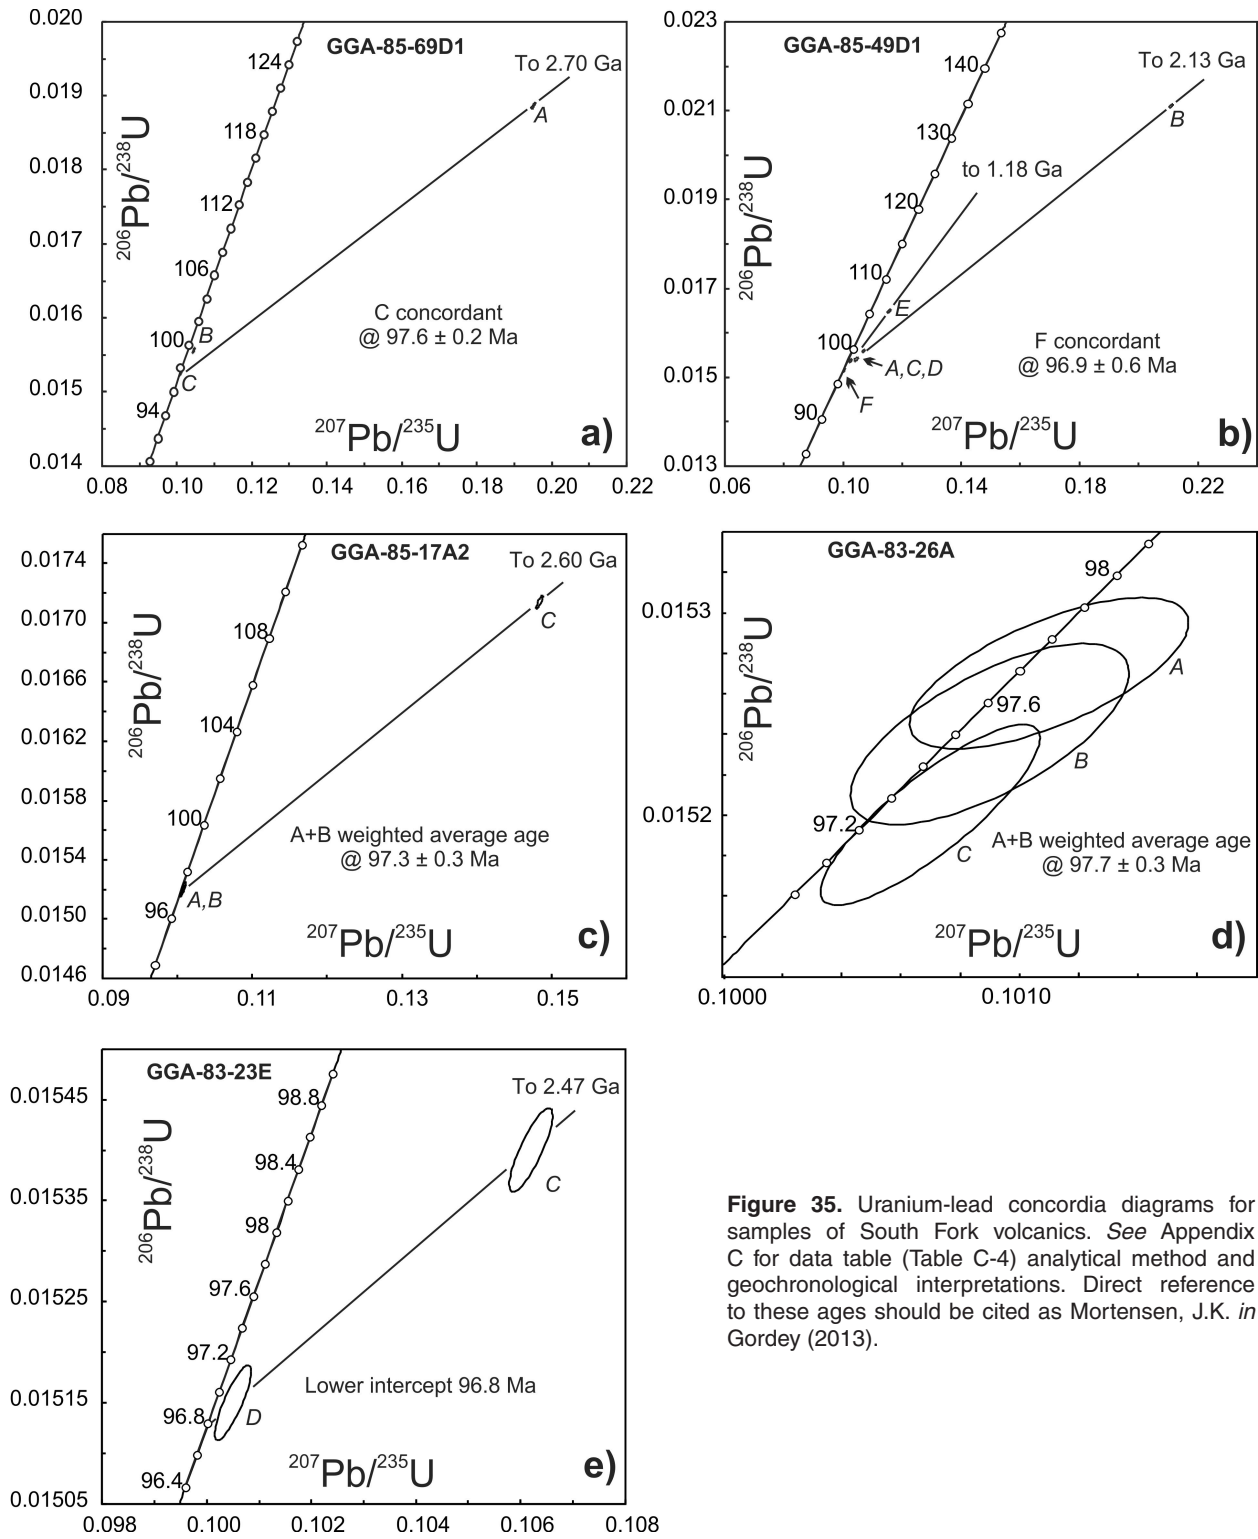 GGA-85-69D1
0.020
0.019
0.018
0.017
0.016
0.015
0.014
206Pb/238U
124
118
112
106
100
94
To 2.70 Ga
A
B
C
C concordant
@ 97.6 ± 0.2 Ma
207Pb/235U
a)
0.08 0.10 0.12 0.14 0.16 0.18 0.20 0.22
GGA-85-49D1
0.023
0.021
0.019
0.017
0.015
0.013
206Pb/238U
140
130
120
110
100
90
To 2.13 Ga
B
to 1.18 Ga
E
A,C,D
F
F concordant
@ 96.9 ± 0.6 Ma
207Pb/235U
b)
0.06 0.10 0.14 0.18 0.22
GGA-85-17A2
0.0174
0.0170
0.0166
0.0162
0.0158
0.0154
0.0150
0.0146
206Pb/238U
108
104
100
96
To 2.60 Ga
C
A,B
A+B weighted average age
@ 97.3 ± 0.3 Ma
207Pb/235U
c)
0.09 0.11 0.13 0.15
GGA-83-26A
0.0153
0.0152
206Pb/238U
98
97.6
97.2
A
B
C
A+B weighted average age
@ 97.7 ± 0.3 Ma
207Pb/235U
d)
0.1000 0.1010
GGA-83-23E
0.01545
0.01535
0.01525
0.01515
0.01505
206Pb/238U
98.8
98.4
98
97.6
97.2
96.8
96.4
To 2.47 Ga
C
D
Lower intercept 96.8 Ma
207Pb/235U
e)
0.098 0.100 0.102 0.104 0.106 0.108
Figure 35. Uranium-lead concordia diagrams for
samples of South Fork volcanics. See Appendix
C for data table (Table C-4) analytical method and
geochronological interpretations. Direct reference
to these ages should be cited as Mortensen, J.K. in
Gordey (2013).